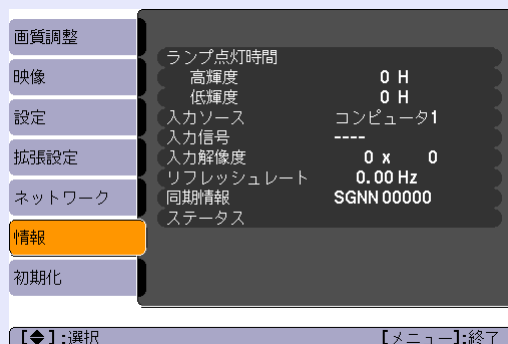 画質調整
映像
設定
拡張設定
ネットワーク
情報
初期化
ランプ点灯時間
高輝度 0 H
低輝度 0 H
入力ソース コンピュータ1
入力信号 ----
入力解像度 0 x 0
リフレッシュレート 0.00 Hz
同期情報 SGNN 00000
ステータス
[◆]:選択 [メニュー]:終了